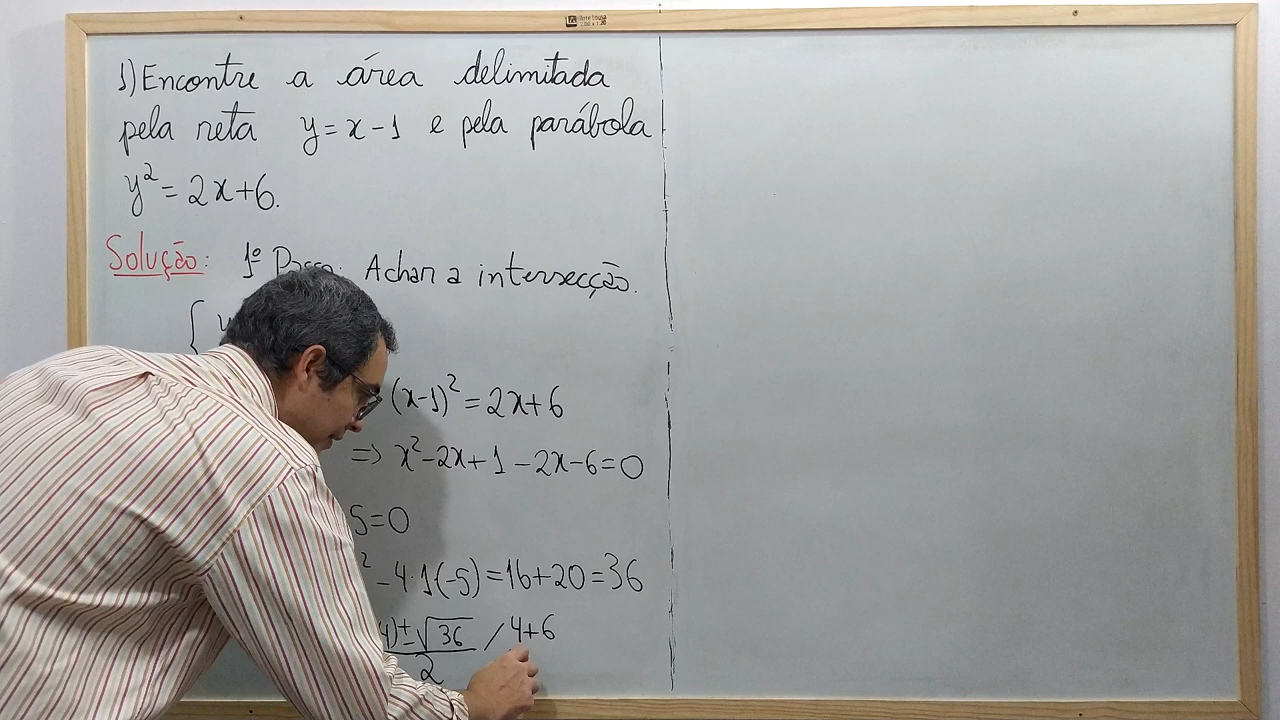 1) Encontre a área delimitada
pela reta y = x - 1 e pela parábola
y² = 2x + 6.
Solução: 1º Passo: Achar a intersecção.
{ y
(x-1)² = 2x+6
⇒ x² - 2x + 1 - 2x - 6 = 0
5 = 0
² - 4·1(-5) = 16 + 20 = 36
4) ± √36 / 4+6
2